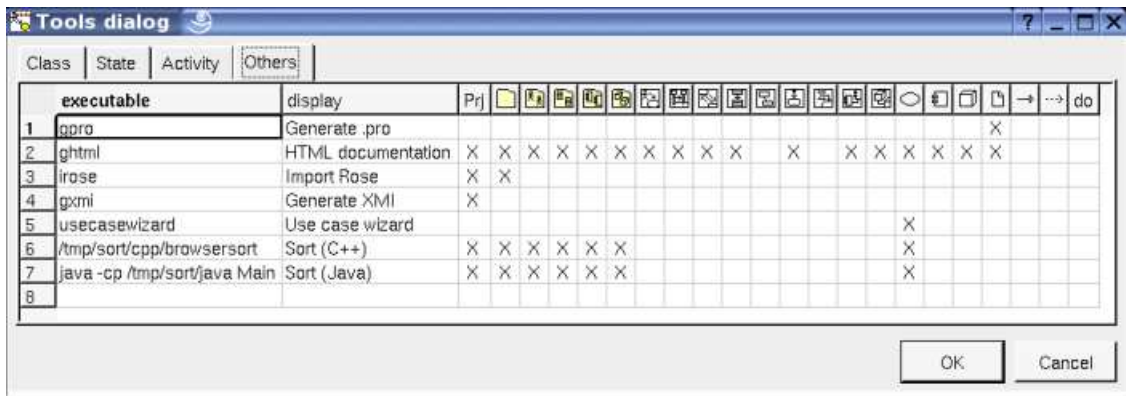 Tools dialog
Class State Activity Others
executable display Prj do
1 gpro Generate .pro X
2 ghtml HTML documentation X X X X X X X X X X X X X X X X X
3 irose Import Rose X X
4 gxmi Generate XMI X
5 usecasewizard Use case wizard X
6 /tmp/sort/cpp/browsersort Sort (C++) X X X X X X X
7 java -cp /tmp/sort/java Main Sort (Java) X X X X X X X
8
OK Cancel